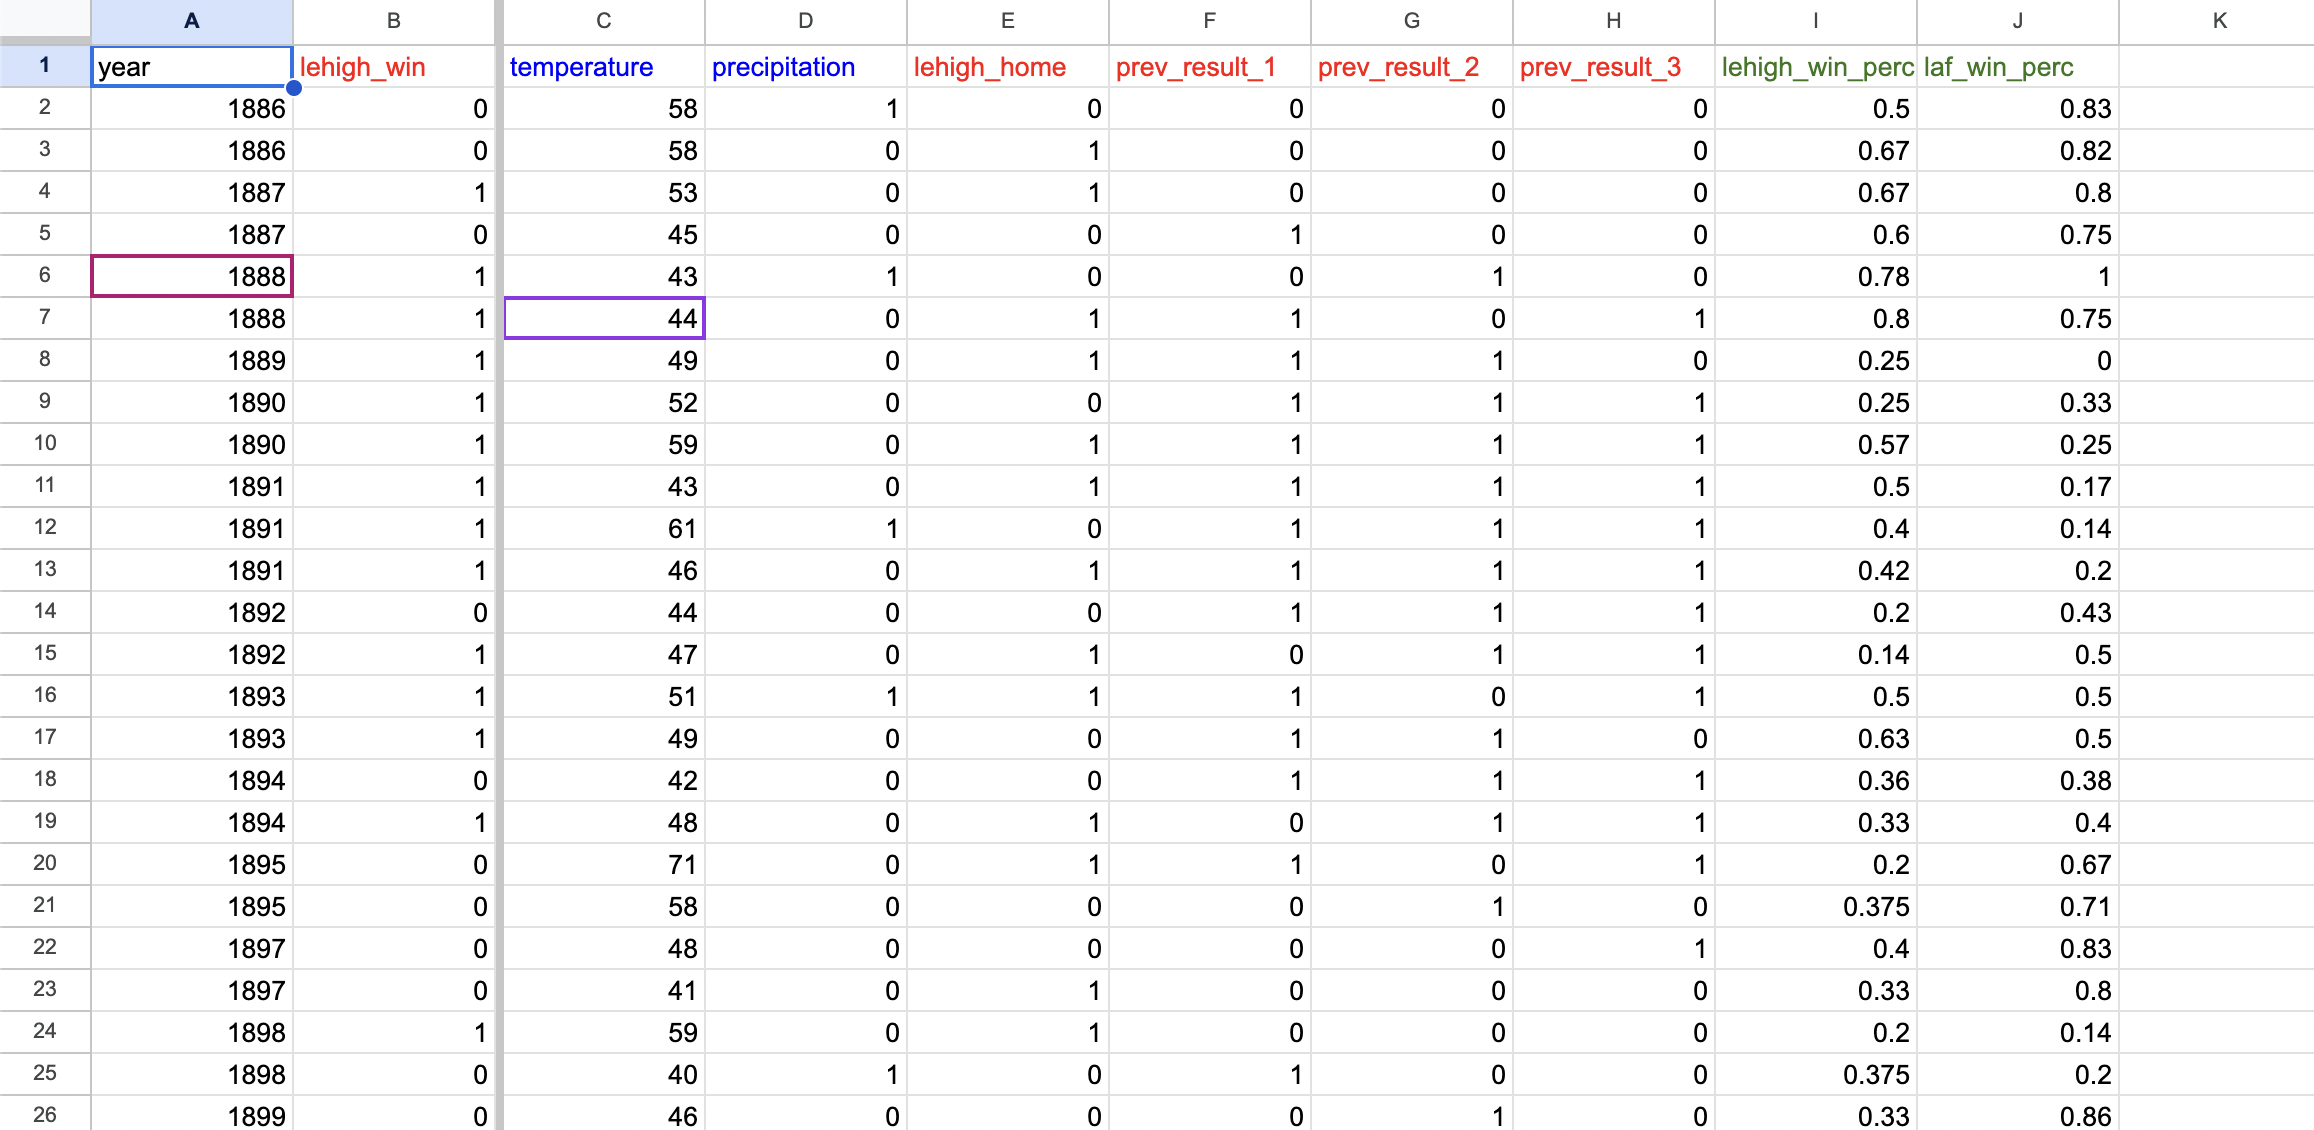 A B C D E F G H I J K
1 year lehigh_win temperature precipitation lehigh_home prev_result_1 prev_result_2 prev_result_3 lehigh_win_perc laf_win_perc
2 1886 0 58 1 0 0 0 0 0.5 0.83
3 1886 0 58 0 1 0 0 0 0.67 0.82
4 1887 1 53 0 1 0 0 0 0.67 0.8
5 1887 0 45 0 0 1 0 0 0.6 0.75
6 1888 1 43 1 0 0 1 0 0.78 1
7 1888 1 44 0 1 1 0 1 0.8 0.75
8 1889 1 49 0 1 1 1 0 0.25 0
9 1890 1 52 0 0 1 1 1 0.25 0.33
10 1890 1 59 0 1 1 1 1 0.57 0.25
11 1891 1 43 0 1 1 1 1 0.5 0.17
12 1891 1 61 1 0 1 1 1 0.4 0.14
13 1891 1 46 0 1 1 1 1 0.42 0.2
14 1892 0 44 0 0 1 1 1 0.2 0.43
15 1892 1 47 0 1 0 1 1 0.14 0.5
16 1893 1 51 1 1 1 0 1 0.5 0.5
17 1893 1 49 0 0 1 1 0 0.63 0.5
18 1894 0 42 0 0 1 1 1 0.36 0.38
19 1894 1 48 0 1 0 1 1 0.33 0.4
20 1895 0 71 0 1 1 0 1 0.2 0.67
21 1895 0 58 0 0 0 1 0 0.375 0.71
22 1897 0 48 0 0 0 0 1 0.4 0.83
23 1897 0 41 0 1 0 0 0 0.33 0.8
24 1898 1 59 0 1 0 0 0 0.2 0.14
25 1898 0 40 1 0 1 0 0 0.375 0.2
26 1899 0 46 0 0 0 1 0 0.33 0.86